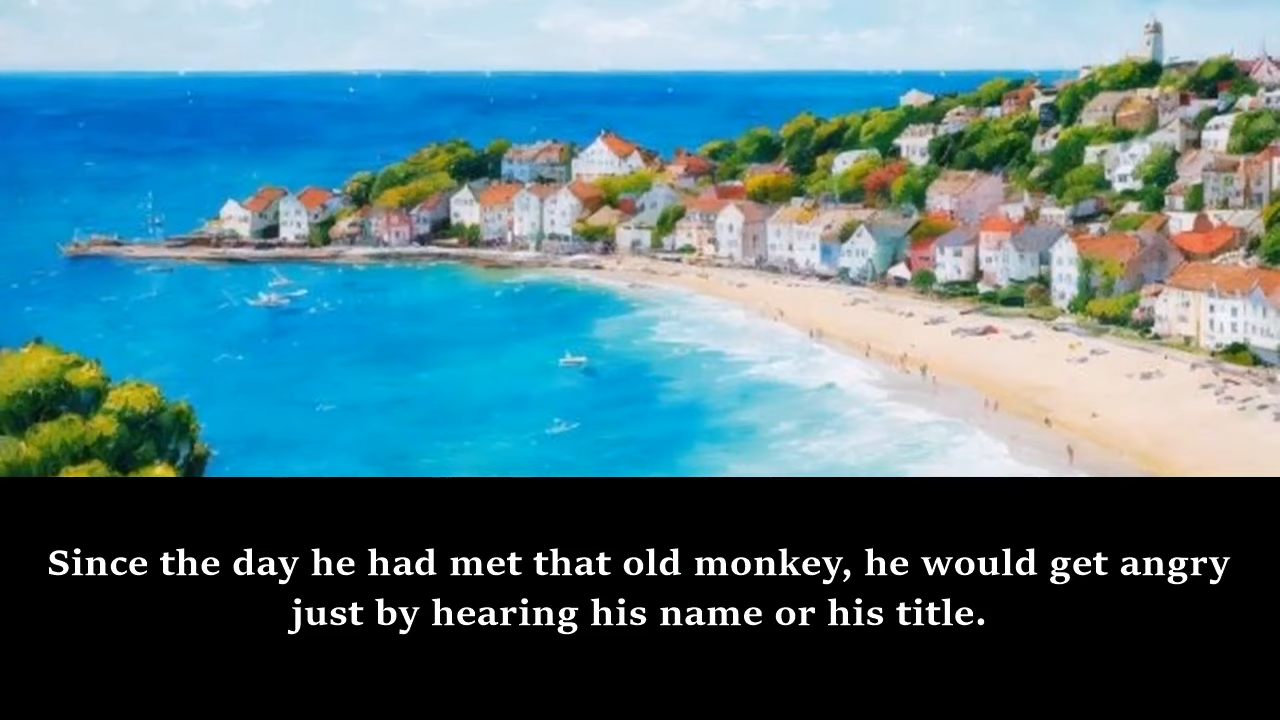 Since the day he had met that old monkey, he would get angry
just by hearing his name or his title.